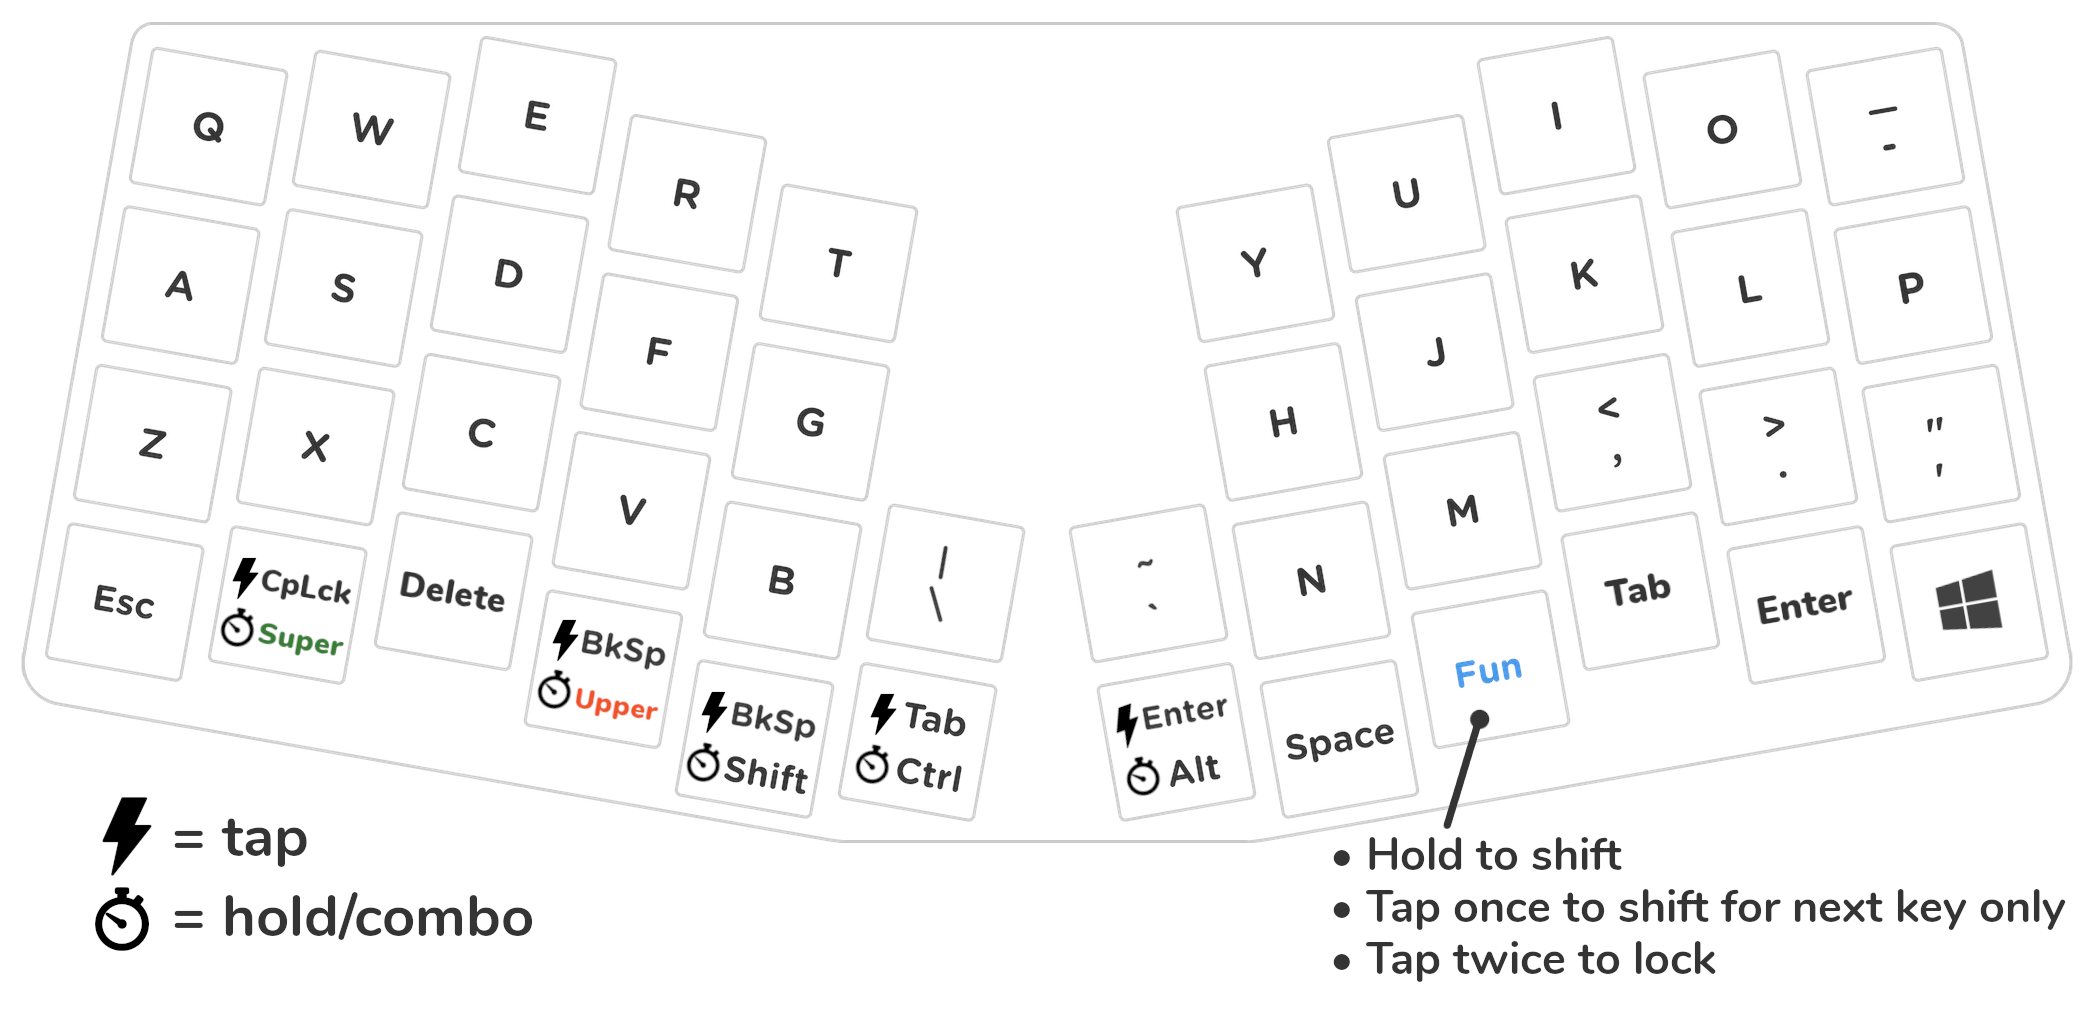 Q W E R T Y U I O — -
A S D F G H J K L P
Z X C V B | \ ~ ` N M < , > . " '
Esc CpLck Delete BkSp BkSp Tab Enter Space Fun Tab Enter
Super Upper Shift Ctrl Alt
= tap
= hold/combo
• Hold to shift
• Tap once to shift for next key only
• Tap twice to lock